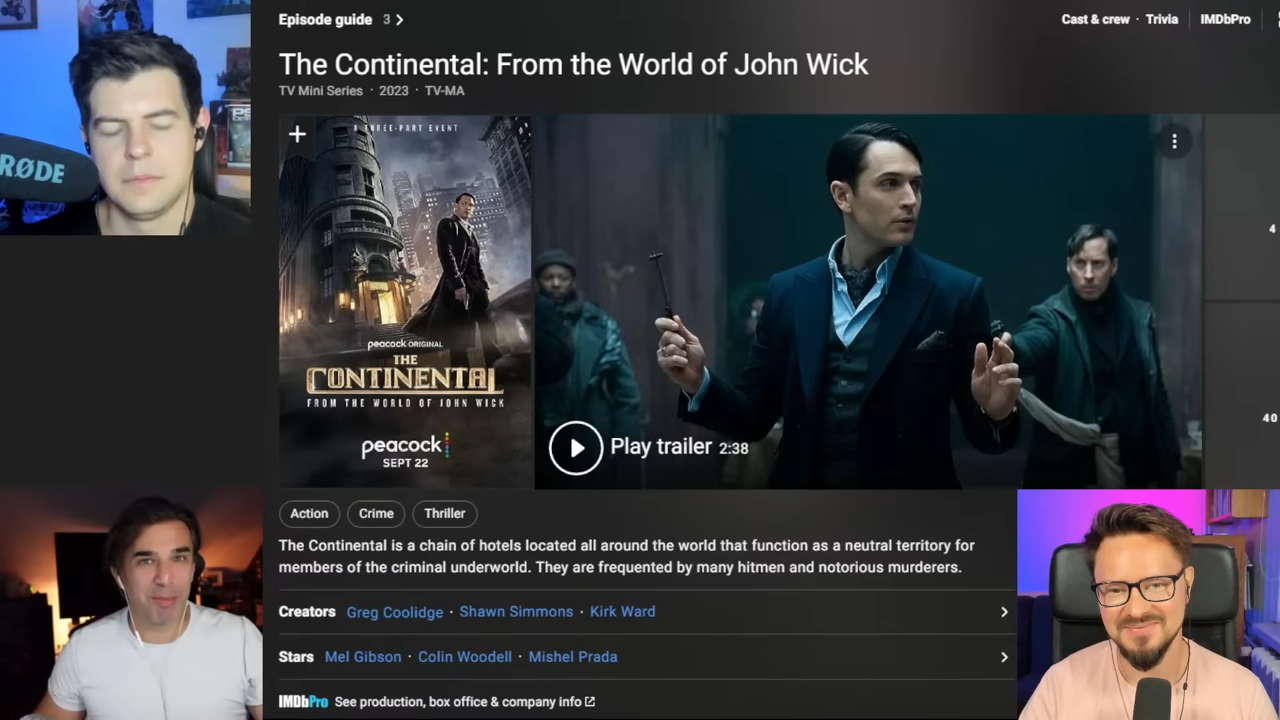 Episode guide 3
Cast & crew · Trivia
IMDbPro
The Continental: From the World of John Wick
TV Mini Series · 2023 · TV-MA
RØDE
A THREE-PART EVENT
peacock ORIGINAL
THE
CONTINENTAL
FROM THE WORLD OF JOHN WICK
peacock
SEPT 22
Play trailer 2:38
4
40
Action
Crime
Thriller
The Continental is a chain of hotels located all around the world that function as a neutral territory for
members of the criminal underworld. They are frequented by many hitmen and notorious murderers.
Creators Greg Coolidge · Shawn Simmons · Kirk Ward
Stars Mel Gibson · Colin Woodell · Mishel Prada
IMDbPro See production, box office & company info